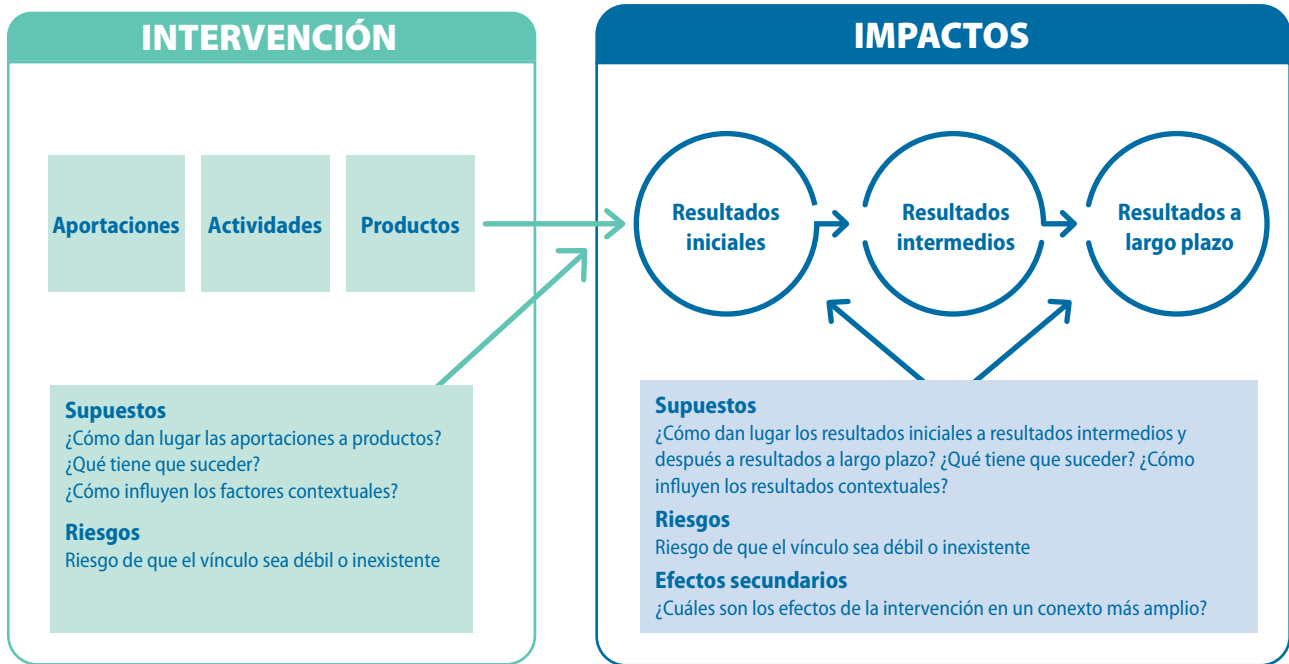 INTERVENCIÓN
Aportaciones
Actividades
Productos
Supuestos
¿Cómo dan lugar las aportaciones a productos?
¿Qué tiene que suceder?
¿Cómo influyen los factores contextuales?
Riesgos
Riesgo de que el vínculo sea débil o inexistente
IMPACTOS
Resultados
iniciales
Resultados
intermedios
Resultados a
largo plazo
Supuestos
¿Cómo dan lugar los resultados iniciales a resultados intermedios y
después a resultados a largo plazo? ¿Qué tiene que suceder? ¿Cómo
influyen los resultados contextuales?
Riesgos
Riesgo de que el vínculo sea débil o inexistente
Efectos secundarios
¿Cuáles son los efectos de la intervención en un conexto más amplio?